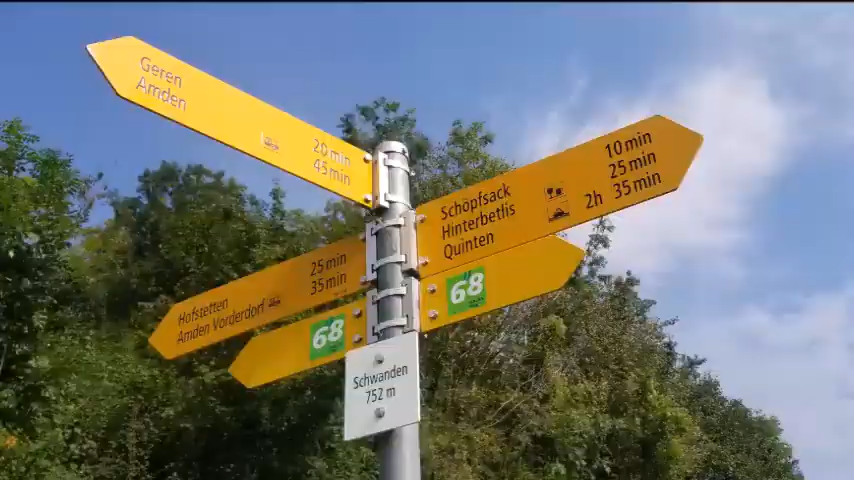 Geren 20 min
Amden 45 min
Schöpfsack 10 min
Hinterbetlis 25 min
Quinten 2h 35 min
Hofstetten 25 min
Amden Vorderdorf 35 min
68
68
Schwanden
752 m